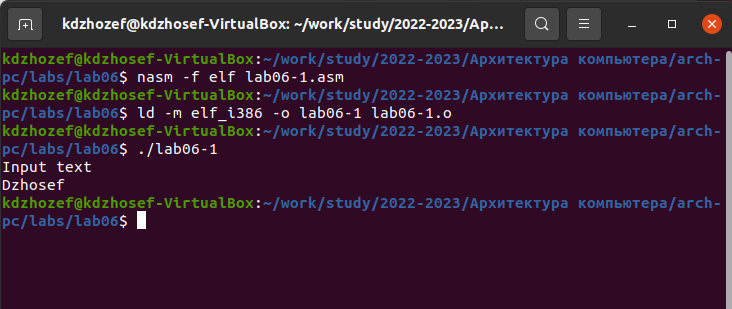 kdzhozef@kdzhosef-VirtualBox: ~/work/study/2022-2023/Ар...
kdzhozef@kdzhosef-VirtualBox:~/work/study/2022-2023/Архитектура компьютера/arch-
pc/labs/lab06$ nasm -f elf lab06-1.asm
kdzhozef@kdzhosef-VirtualBox:~/work/study/2022-2023/Архитектура компьютера/arch-
pc/labs/lab06$ ld -m elf_i386 -o lab06-1 lab06-1.o
kdzhozef@kdzhosef-VirtualBox:~/work/study/2022-2023/Архитектура компьютера/arch-
pc/labs/lab06$ ./lab06-1
Input text
Dzhosef
kdzhozef@kdzhosef-VirtualBox:~/work/study/2022-2023/Архитектура компьютера/arch-
pc/labs/lab06$